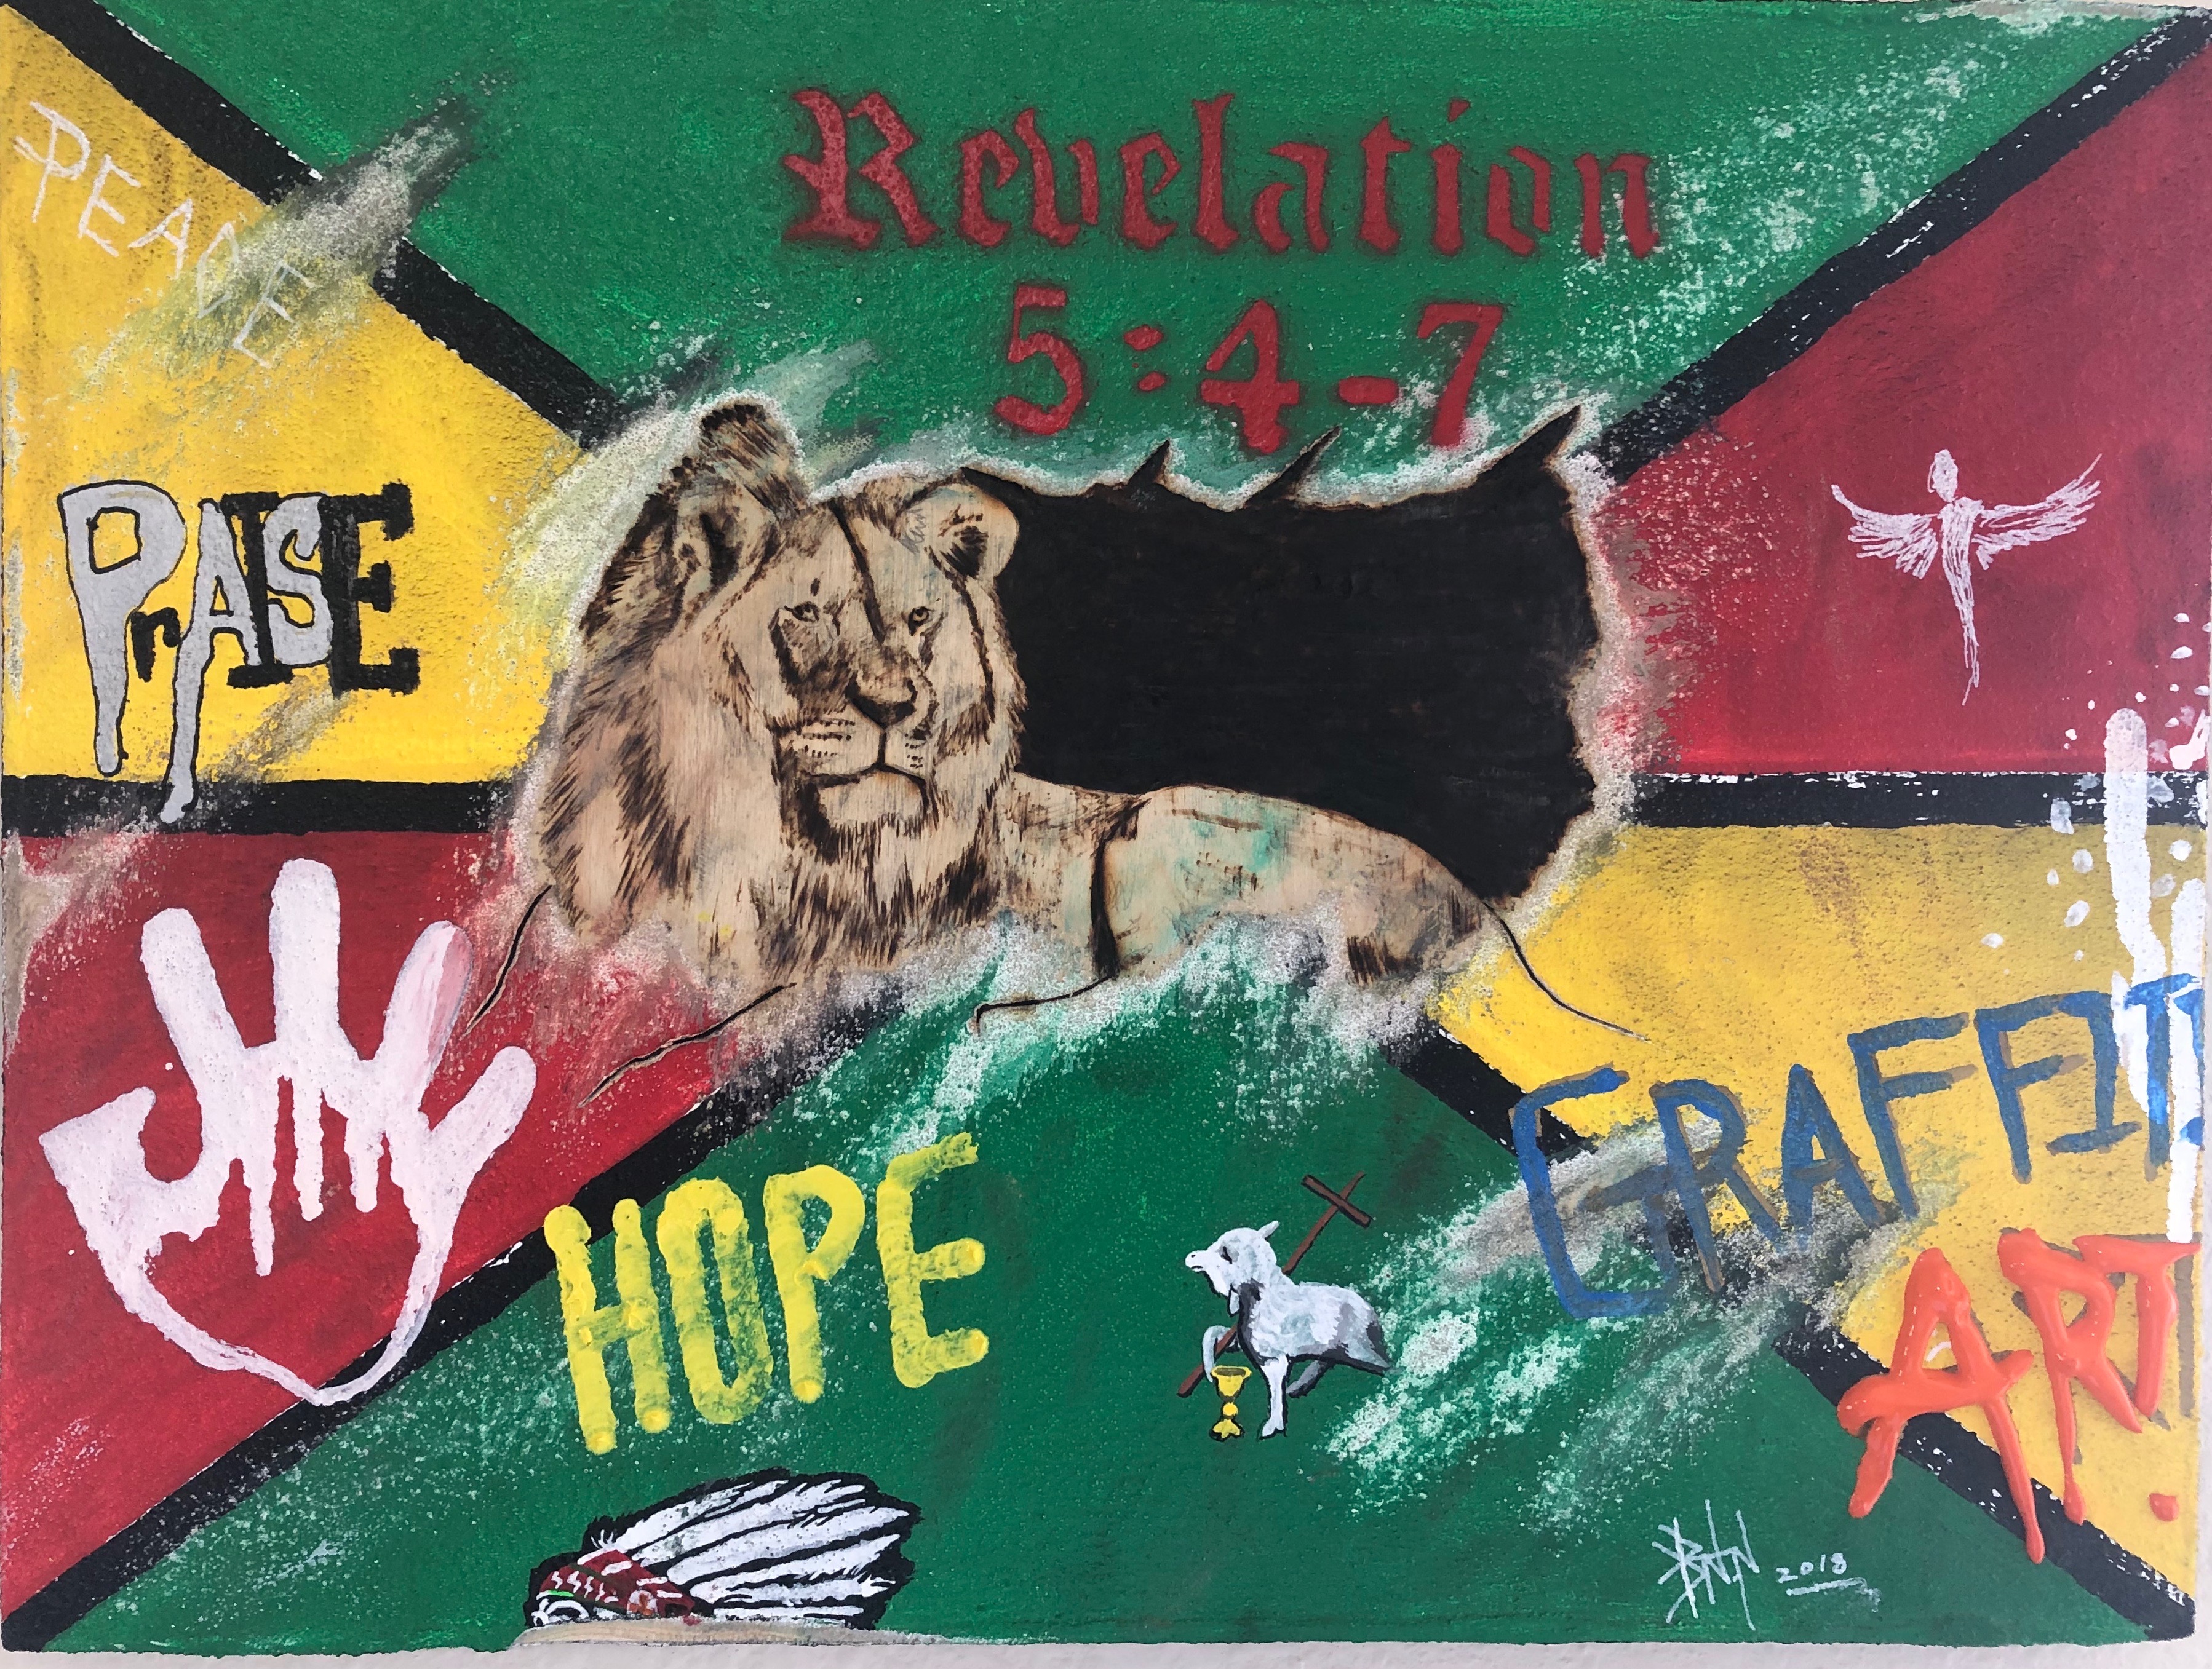 Revelation
5:4-7
PEACE
PrAISE
HOPE
GRAFFITI
ART!
2018